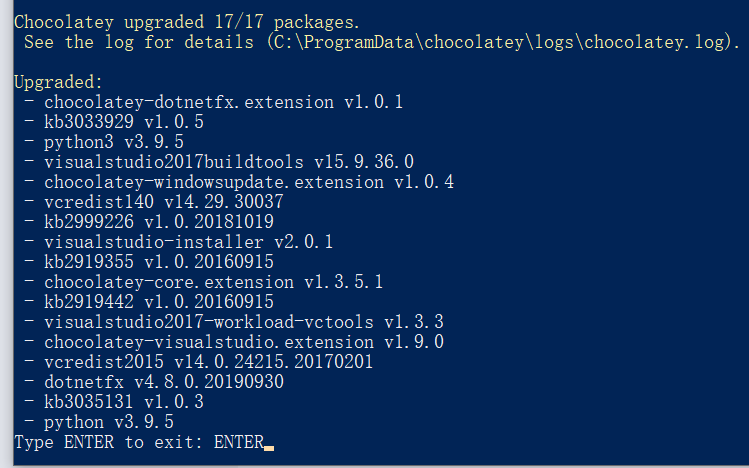 Chocolatey upgraded 17/17 packages.
See the log for details (C:\ProgramData\chocolatey\logs\chocolatey.log).
Upgraded:
- chocolatey-dotnetfx.extension v1.0.1
- kb3033929 v1.0.5
- python3 v3.9.5
- visualstudio2017buildtools v15.9.36.0
- chocolatey-windowsupdate.extension v1.0.4
- vcredist140 v14.29.30037
- kb2999226 v1.0.20181019
- visualstudio-installer v2.0.1
- kb2919355 v1.0.20160915
- chocolatey-core.extension v1.3.5.1
- kb2919442 v1.0.20160915
- visualstudio2017-workload-vctools v1.3.3
- chocolatey-visualstudio.extension v1.9.0
- vcredist2015 v14.0.24215.20170201
- dotnetfx v4.8.0.20190930
- kb3035131 v1.0.3
- python v3.9.5
Type ENTER to exit: ENTER